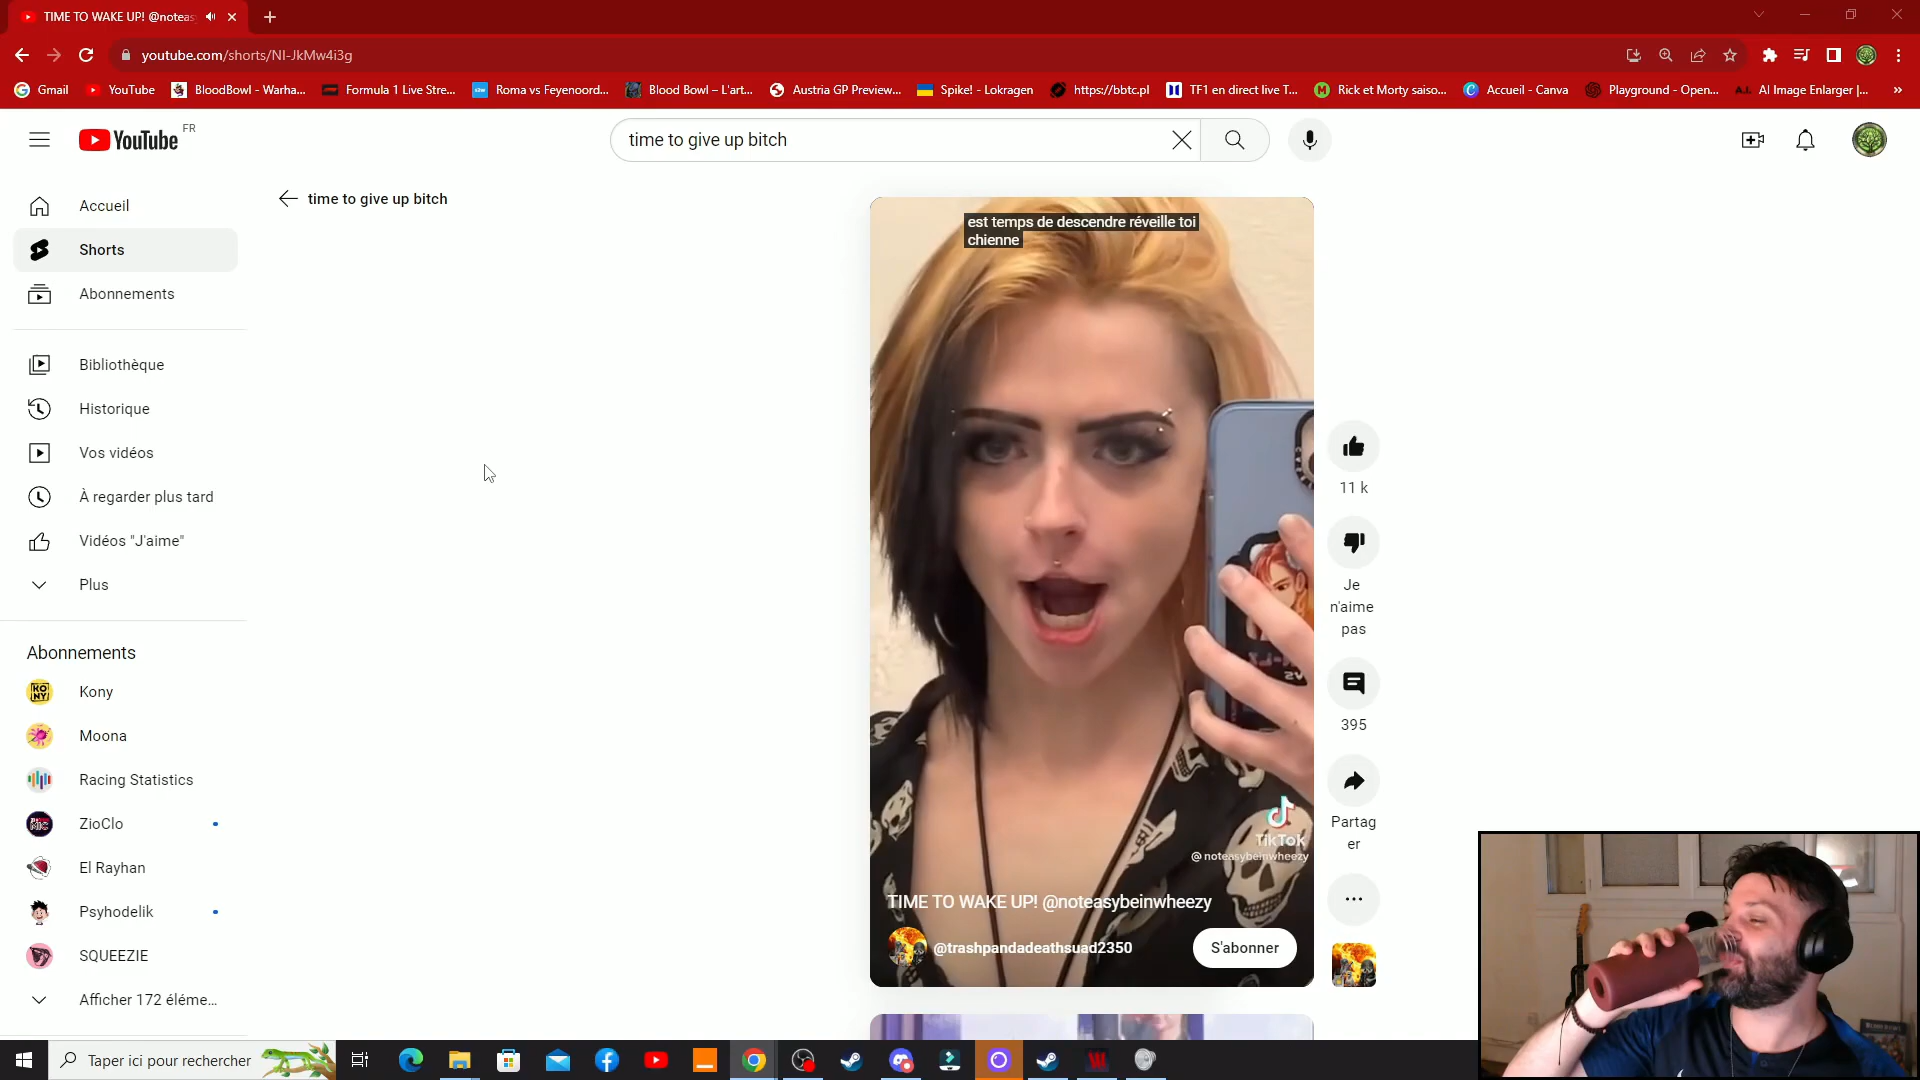 TIME TO WAKE UP! @noteas
youtube.com/shorts/NI-JkMw4i3g
Gmail
YouTube
BloodBowl - Warha...
Formula 1 Live Stre...
Roma vs Feyenoord...
Blood Bowl – L'art...
Austria GP Preview...
Spike! - Lokragen
https://bbtc.pl
TF1 en direct live T...
Rick et Morty saiso...
Accueil - Canva
Playground - Open...
AI Image Enlarger |...
»
YouTube FR
time to give up bitch
Accueil
Shorts
Abonnements
Bibliothèque
Historique
Vos vidéos
À regarder plus tard
Vidéos "J'aime"
Plus
Abonnements
Kony
Moona
Racing Statistics
ZioClo
El Rayhan
Psyhodelik
SQUEEZIE
Afficher 172 éléme...
time to give up bitch
est temps de descendre réveille toi
chienne
TikTok
@noteasybeinwheezy
TIME TO WAKE UP! @noteasybeinwheezy
@trashpandadeathsuad2350
S'abonner
11 k
Je
n'aime
pas
395
Partag
er
Taper ici pour rechercher